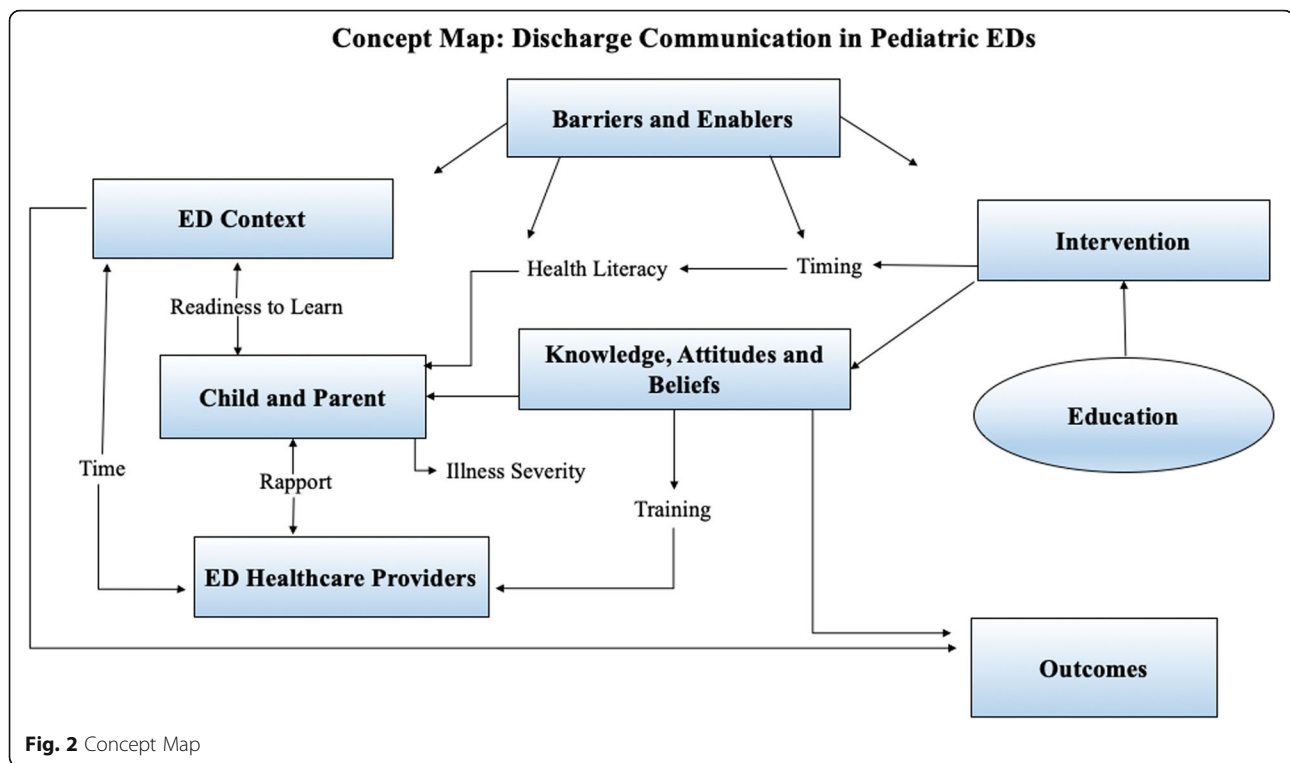 Concept Map: Discharge Communication in Pediatric EDs
Barriers and Enablers
ED Context
Intervention
Health Literacy
Timing
Readiness to Learn
Knowledge, Attitudes and
Beliefs
Child and Parent
Education
Time
Rapport
Illness Severity
Training
ED Healthcare Providers
Outcomes
Fig. 2 Concept Map